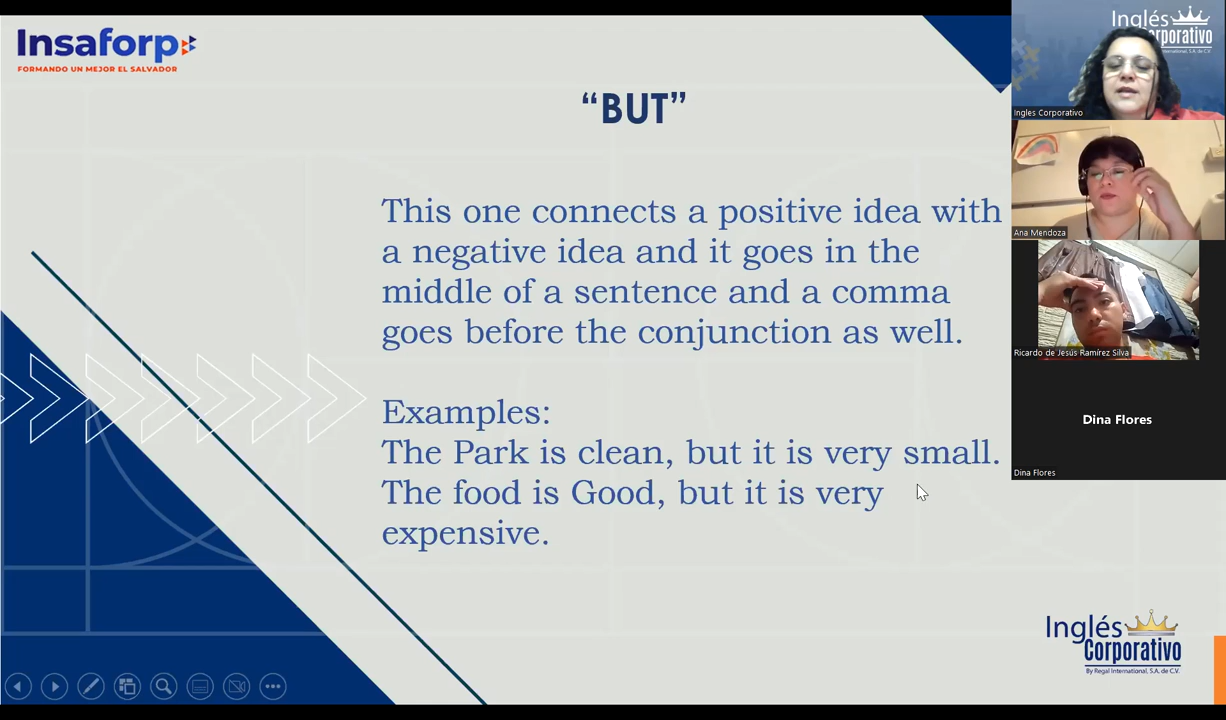 Insaforp
FORMANDO UN MEJOR EL SALVADOR
“BUT”
This one connects a positive idea with
a negative idea and it goes in the
middle of a sentence and a comma
goes before the conjunction as well.
Examples:
The Park is clean, but it is very small.
The food is Good, but it is very
expensive.
Inglés
Corporativo
By Regal International, S.A. de C.V.
Inglés
orporativo
Ingles Corporativo
Ana Mendoza
Ricardo de Jesús Ramírez Silva
Dina Flores
Dina Flores